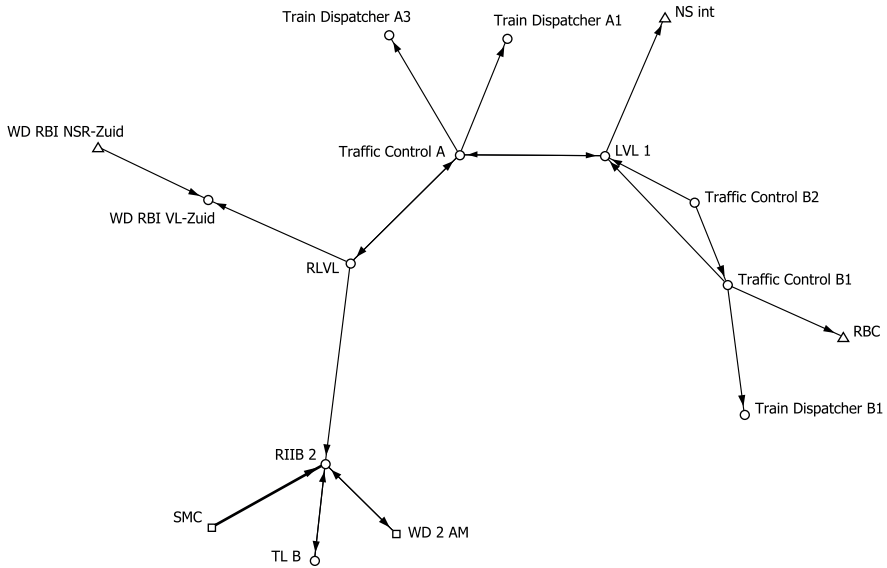 NS int
Train Dispatcher A3
Train Dispatcher A1
WD RBI NSR-Zuid
Traffic Control A
LVL 1
Traffic Control B2
WD RBI VL-Zuid
RLVL
Traffic Control B1
RBC
Train Dispatcher B1
RIIB 2
SMC
WD 2 AM
TL B